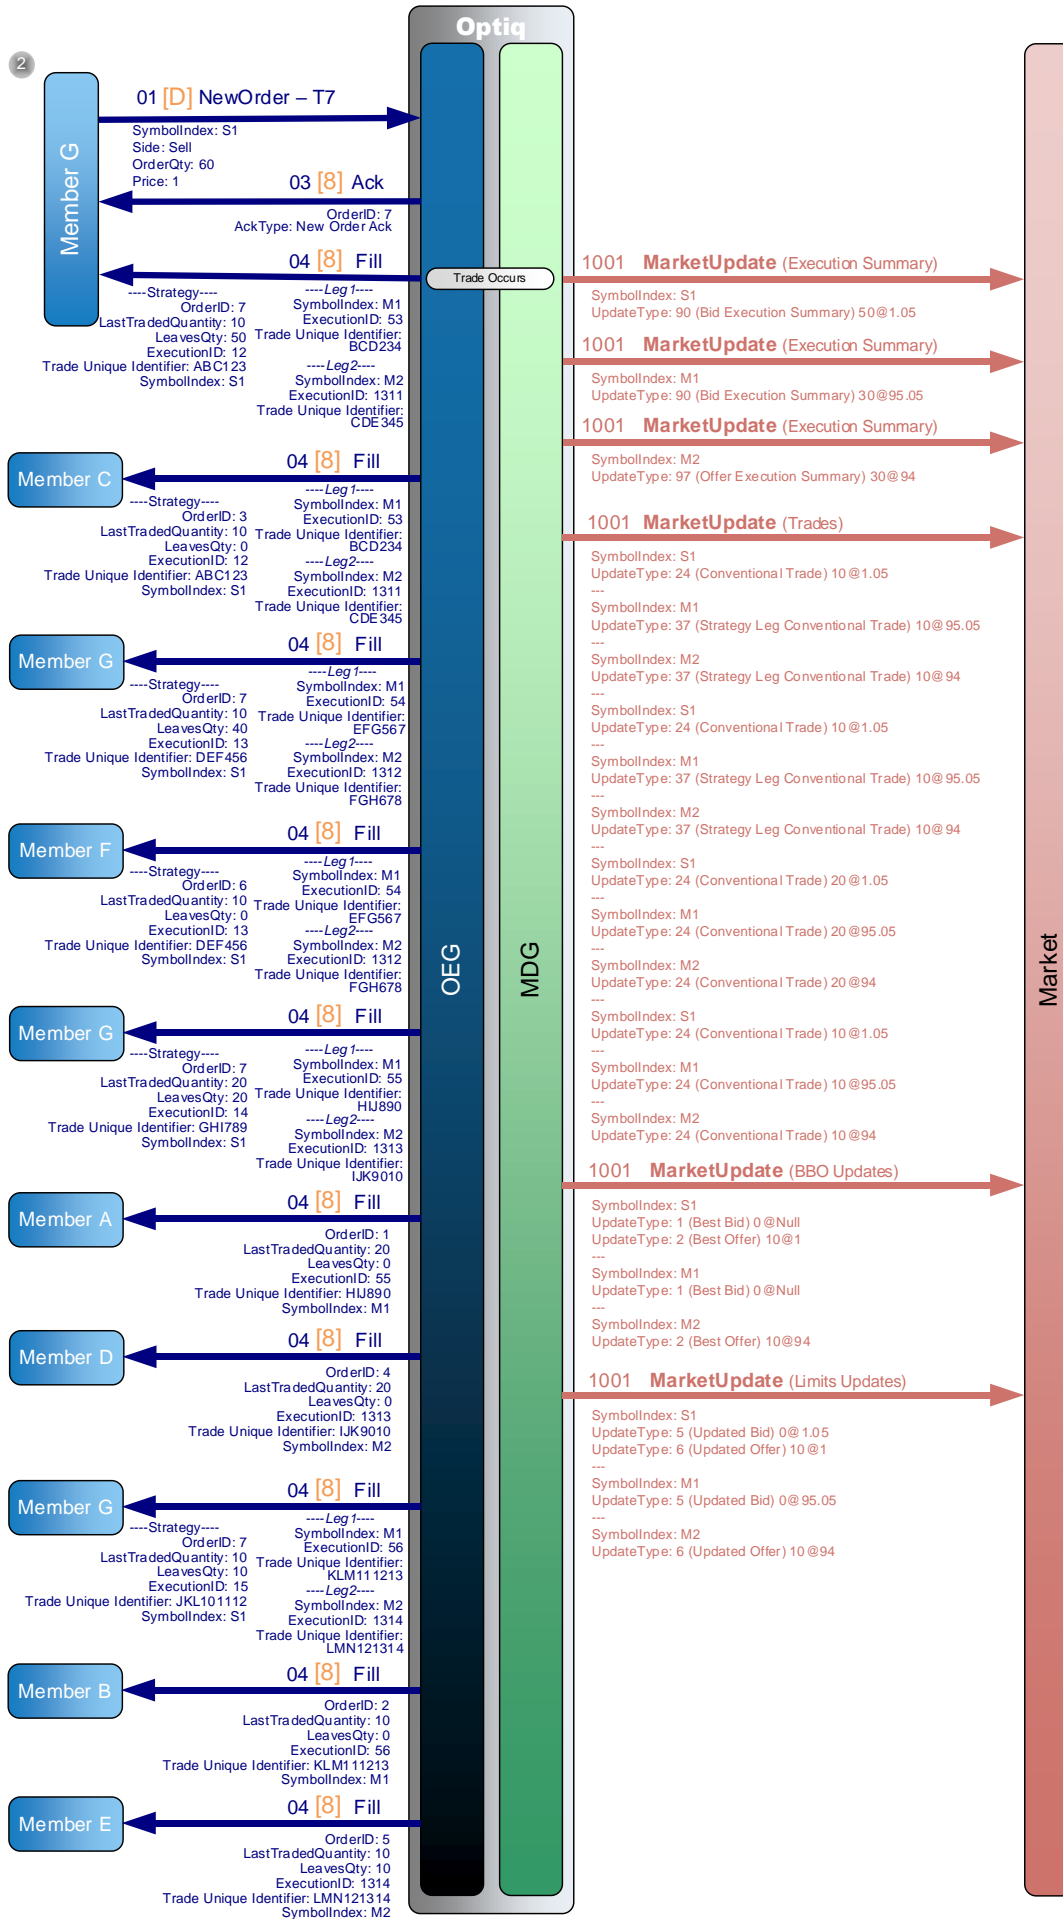 Optiq
2
Member G
01 [D] NewOrder – T7
SymbolIndex: S1
Side: Sell
OrderQty: 60
Price: 1
03 [8] Ack
OrderID: 7
AckType: New Order Ack
04 [8] Fill
Trade Occurs
----Strategy----
OrderID: 7
LastTradedQuantity: 10
LeavesQty: 50
ExecutionID: 12
Trade Unique Identifier: ABC123
SymbolIndex: S1
----Leg1----
SymbolIndex: M1
ExecutionID: 53
Trade Unique Identifier:
BCD234
----Leg2----
SymbolIndex: M2
ExecutionID: 1311
Trade Unique Identifier:
CDE345
Member C
04 [8] Fill
----Strategy----
OrderID: 3
LastTradedQuantity: 10
LeavesQty: 0
ExecutionID: 12
Trade Unique Identifier: ABC123
SymbolIndex: S1
----Leg1----
SymbolIndex: M1
ExecutionID: 53
Trade Unique Identifier:
BCD234
----Leg2----
SymbolIndex: M2
ExecutionID: 1311
Trade Unique Identifier:
CDE345
Member G
04 [8] Fill
----Strategy----
OrderID: 7
LastTradedQuantity: 10
LeavesQty: 40
ExecutionID: 13
Trade Unique Identifier: DEF456
SymbolIndex: S1
----Leg1----
SymbolIndex: M1
ExecutionID: 54
Trade Unique Identifier:
EFG567
----Leg2----
SymbolIndex: M2
ExecutionID: 1312
Trade Unique Identifier:
FGH678
Member F
04 [8] Fill
----Strategy----
OrderID: 6
LastTradedQuantity: 10
LeavesQty: 0
ExecutionID: 13
Trade Unique Identifier: DEF456
SymbolIndex: S1
----Leg1----
SymbolIndex: M1
ExecutionID: 54
Trade Unique Identifier:
EFG567
----Leg2----
SymbolIndex: M2
ExecutionID: 1312
Trade Unique Identifier:
FGH678
Member G
04 [8] Fill
----Strategy----
OrderID: 7
LastTradedQuantity: 20
LeavesQty: 20
ExecutionID: 14
Trade Unique Identifier: GHI789
SymbolIndex: S1
----Leg1----
SymbolIndex: M1
ExecutionID: 55
Trade Unique Identifier:
HIJ890
----Leg2----
SymbolIndex: M2
ExecutionID: 1313
Trade Unique Identifier:
IJK9010
Member A
04 [8] Fill
OrderID: 1
LastTradedQuantity: 20
LeavesQty: 0
ExecutionID: 55
Trade Unique Identifier: HIJ890
SymbolIndex: M1
Member D
04 [8] Fill
OrderID: 4
LastTradedQuantity: 20
LeavesQty: 0
ExecutionID: 1313
Trade Unique Identifier: IJK9010
SymbolIndex: M2
Member G
04 [8] Fill
----Strategy----
OrderID: 7
LastTradedQuantity: 10
LeavesQty: 10
ExecutionID: 15
Trade Unique Identifier: JKL101112
SymbolIndex: S1
----Leg1----
SymbolIndex: M1
ExecutionID: 56
Trade Unique Identifier:
KLM111213
----Leg2----
SymbolIndex: M2
ExecutionID: 1314
Trade Unique Identifier:
LMN121314
Member B
04 [8] Fill
OrderID: 2
LastTradedQuantity: 10
LeavesQty: 0
ExecutionID: 56
Trade Unique Identifier: KLM111213
SymbolIndex: M1
Member E
04 [8] Fill
OrderID: 5
LastTradedQuantity: 10
LeavesQty: 10
ExecutionID: 1314
Trade Unique Identifier: LMN121314
SymbolIndex: M2
OEG
MDG
1001 MarketUpdate (Execution Summary)
SymbolIndex: S1
UpdateType: 90 (Bid Execution Summary) 50@1.05
1001 MarketUpdate (Execution Summary)
SymbolIndex: M1
UpdateType: 90 (Bid Execution Summary) 30@95.05
1001 MarketUpdate (Execution Summary)
SymbolIndex: M2
UpdateType: 97 (Offer Execution Summary) 30@94
1001 MarketUpdate (Trades)
SymbolIndex: S1
UpdateType: 24 (Conventional Trade) 10@1.05
---
SymbolIndex: M1
UpdateType: 37 (Strategy Leg Conventional Trade) 10@95.05
---
SymbolIndex: M2
UpdateType: 37 (Strategy Leg Conventional Trade) 10@94
---
SymbolIndex: S1
UpdateType: 24 (Conventional Trade) 10@1.05
---
SymbolIndex: M1
UpdateType: 37 (Strategy Leg Conventional Trade) 10@95.05
---
SymbolIndex: M2
UpdateType: 37 (Strategy Leg Conventional Trade) 10@94
---
SymbolIndex: S1
UpdateType: 24 (Conventional Trade) 20@1.05
---
SymbolIndex: M1
UpdateType: 24 (Conventional Trade) 20@95.05
---
SymbolIndex: M2
UpdateType: 24 (Conventional Trade) 20@94
---
SymbolIndex: S1
UpdateType: 24 (Conventional Trade) 10@1.05
---
SymbolIndex: M1
UpdateType: 24 (Conventional Trade) 10@95.05
---
SymbolIndex: M2
UpdateType: 24 (Conventional Trade) 10@94
1001 MarketUpdate (BBO Updates)
SymbolIndex: S1
UpdateType: 1 (Best Bid) 0@Null
UpdateType: 2 (Best Offer) 10@1
---
SymbolIndex: M1
UpdateType: 1 (Best Bid) 0@Null
---
SymbolIndex: M2
UpdateType: 2 (Best Offer) 10@94
1001 MarketUpdate (Limits Updates)
SymbolIndex: S1
UpdateType: 5 (Updated Bid) 0@1.05
UpdateType: 6 (Updated Offer) 10@1
---
SymbolIndex: M1
UpdateType: 5 (Updated Bid) 0@95.05
---
SymbolIndex: M2
UpdateType: 6 (Updated Offer) 10@94
Market